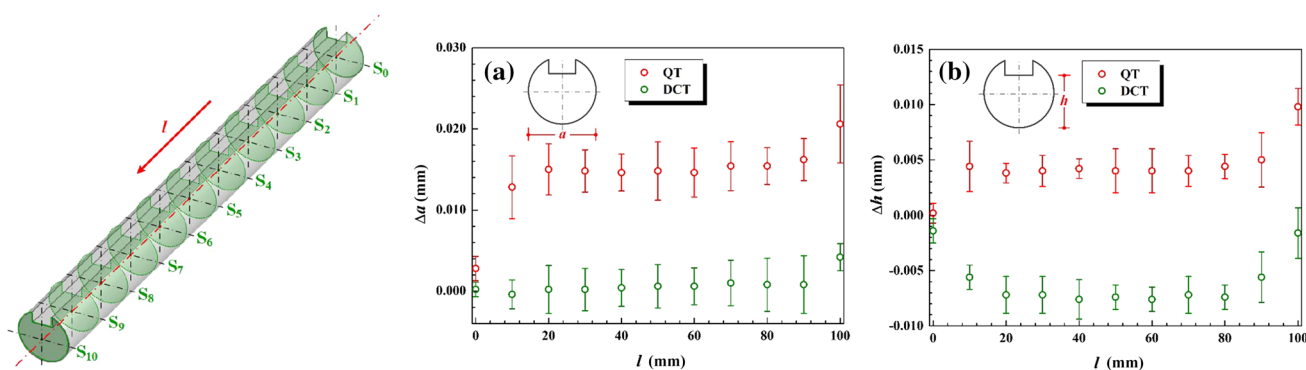 l
S0
S1
S2
S3
S4
S5
S6
S7
S8
S9
S10
(a)
QT
DCT
a
0.030
0.020
0.010
0.000
Δa (mm)
0 20 40 60 80 100
l (mm)
(b)
QT
DCT
h
0.015
0.010
0.005
0.000
-0.005
-0.010
Δh (mm)
0 20 40 60 80 100
l (mm)